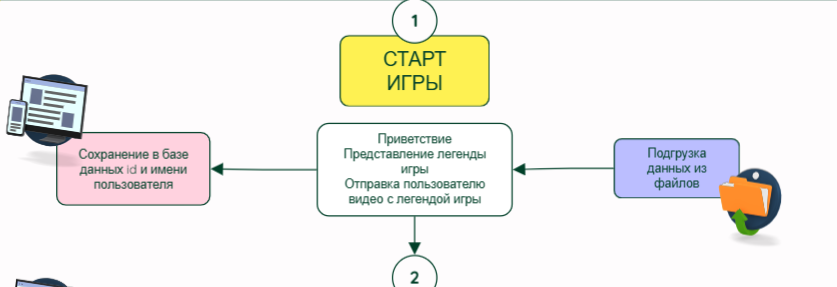 1
СТАРТ
ИГРЫ
Сохранение в базе
данных id и имени
пользователя
Приветствие
Представление легенды
игры
Отправка пользователю
видео с легендой игры
Подгрузка
данных из
файлов
2